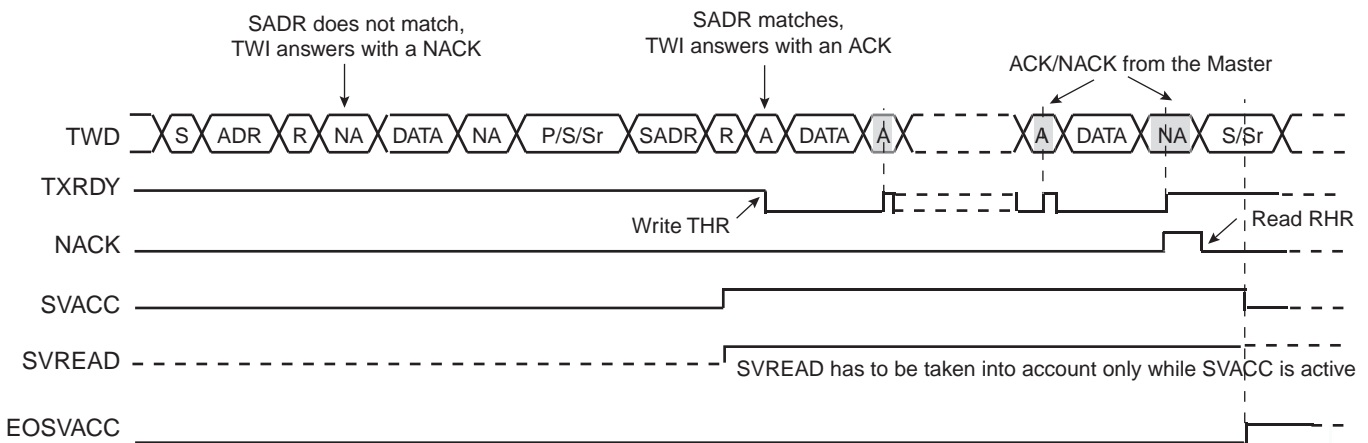 SADR does not match,
TWI answers with a NACK
SADR matches,
TWI answers with an ACK
ACK/NACK from the Master
TWD S ADR R NA DATA NA P/S/Sr SADR R A DATA A A DATA NA S/Sr
TXRDY
Write THR
Read RHR
NACK
SVACC
SVREAD
SVREAD has to be taken into account only while SVACC is active
EOSVACC